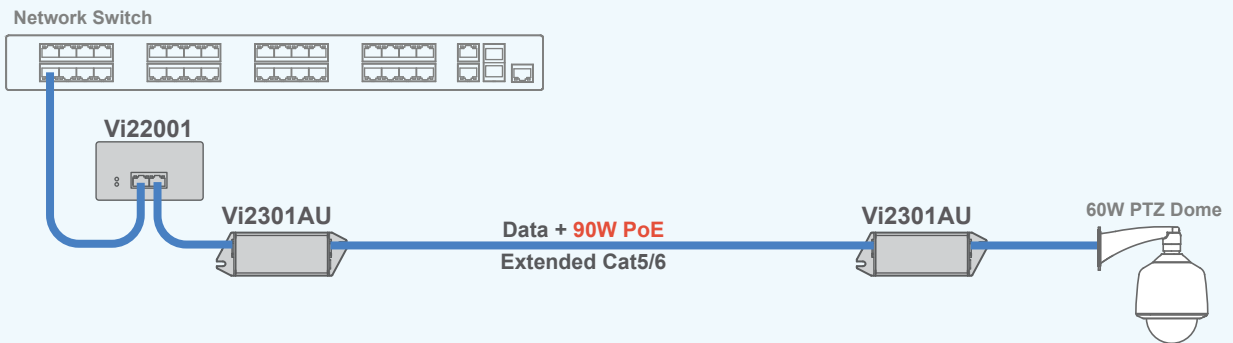 Network Switch
Vi22001
Vi2301AU
Data + 90W PoE
Extended Cat5/6
Vi2301AU
60W PTZ Dome